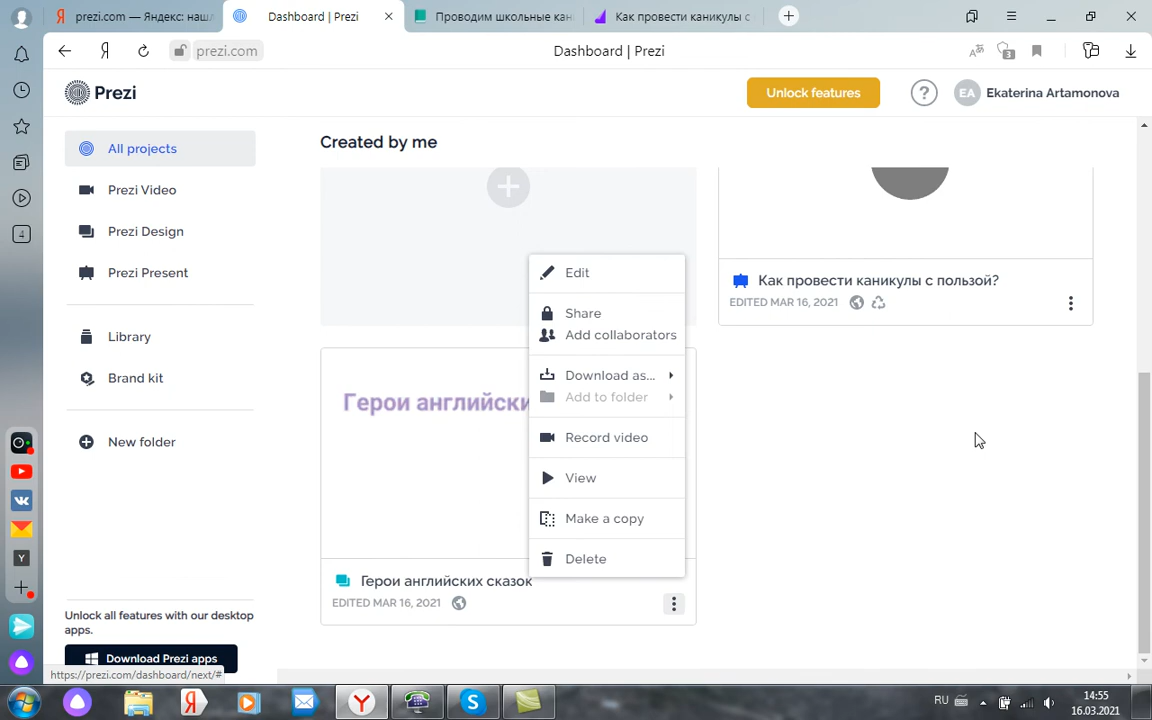 prezi.com — Яндекс: нашл
Dashboard | Prezi
Проводим школьные кан
Как провести каникулы с
prezi.com
Dashboard | Prezi
3
Prezi
Unlock features
?
EA
Ekaterina Artamonova
All projects
Prezi Video
Prezi Design
Prezi Present
Library
Brand kit
New folder
Unlock all features with our desktop
apps.
Download Prezi apps
https://prezi.com/dashboard/next/#
4
Created by me
Edit
Share
Add collaborators
Download as...
Add to folder
Record video
View
Make a copy
Delete
Как провести каникулы с пользой?
EDITED MAR 16, 2021
Герои английски
Герои английских сказок
EDITED MAR 16, 2021
RU
14:55
16.03.2021